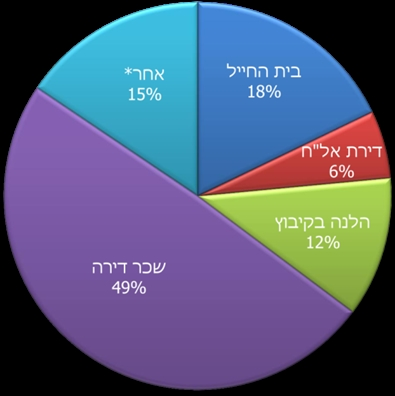 בית החייל
18%
דירת אל"ח
6%
הלנה בקיבוץ
12%
שכר דירה
49%
אחר*
15%